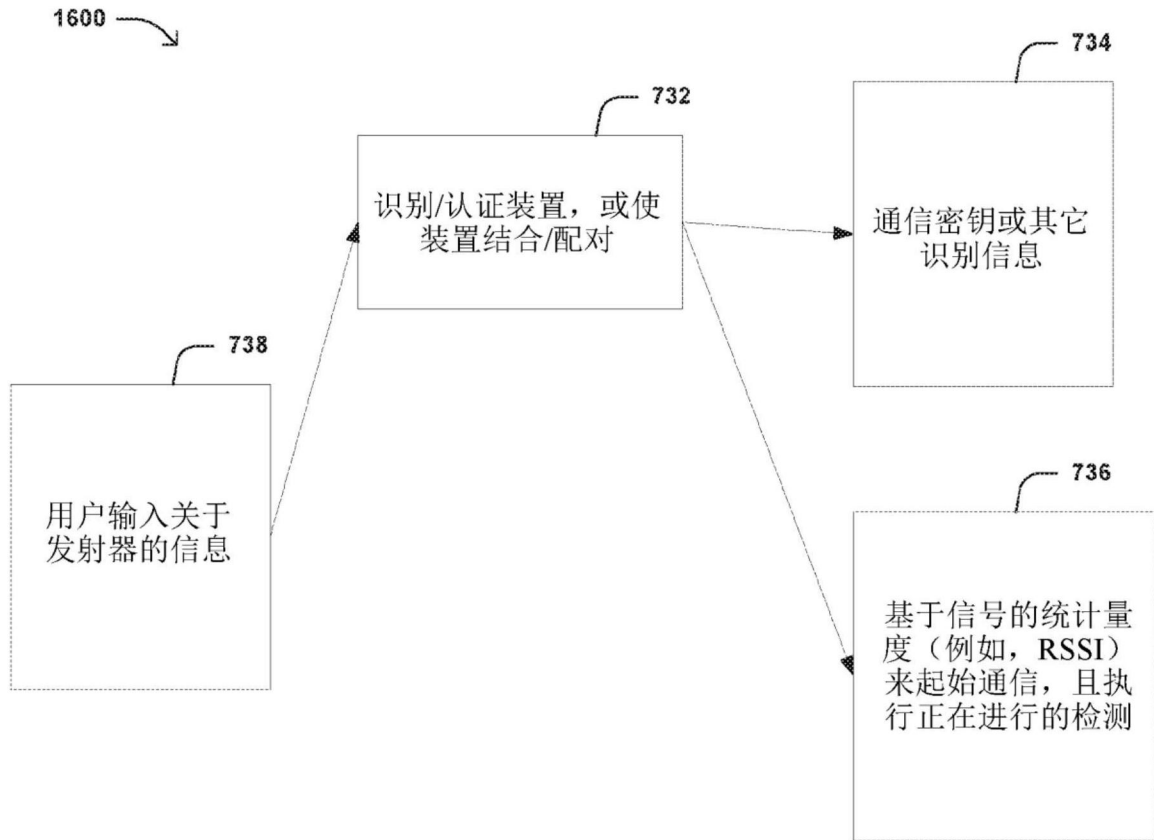 1600
734
732
识别/认证装置，或使
装置结合/配对
通信密钥或其它
识别信息
738
用户输入关于
发射器的信息
736
基于信号的统计量
度（例如，RSSI）
来起始通信，且执
行正在进行的检测